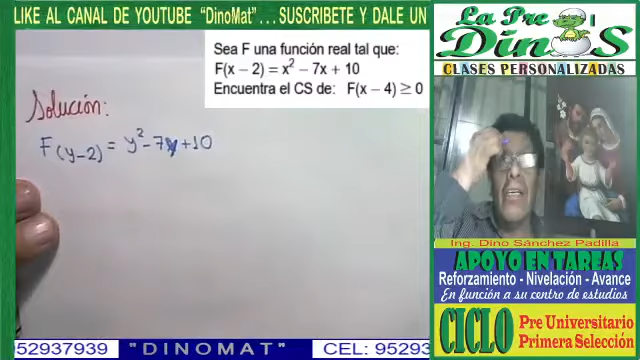 LIKE AL CANAL DE YOUTUBE "DinoMat"...SUSCRIBETE Y DALE UN
La Pre
DinoS
CLASES PERSONALIZADAS
Sea F una función real tal que:
F(x – 2) = x² – 7x + 10
Encuentra el CS de: F(x – 4) ≥ 0
Solución:
F(y-2) = y²-7y+10
Ing. Dino Sánchez Padilla
APOYO EN TAREAS
Reforzamiento - Nivelación - Avance
En función a su centro de estudios
CICLO Pre Universitario
Primera Selección
952937939 "DINOMAT" CEL: 95293